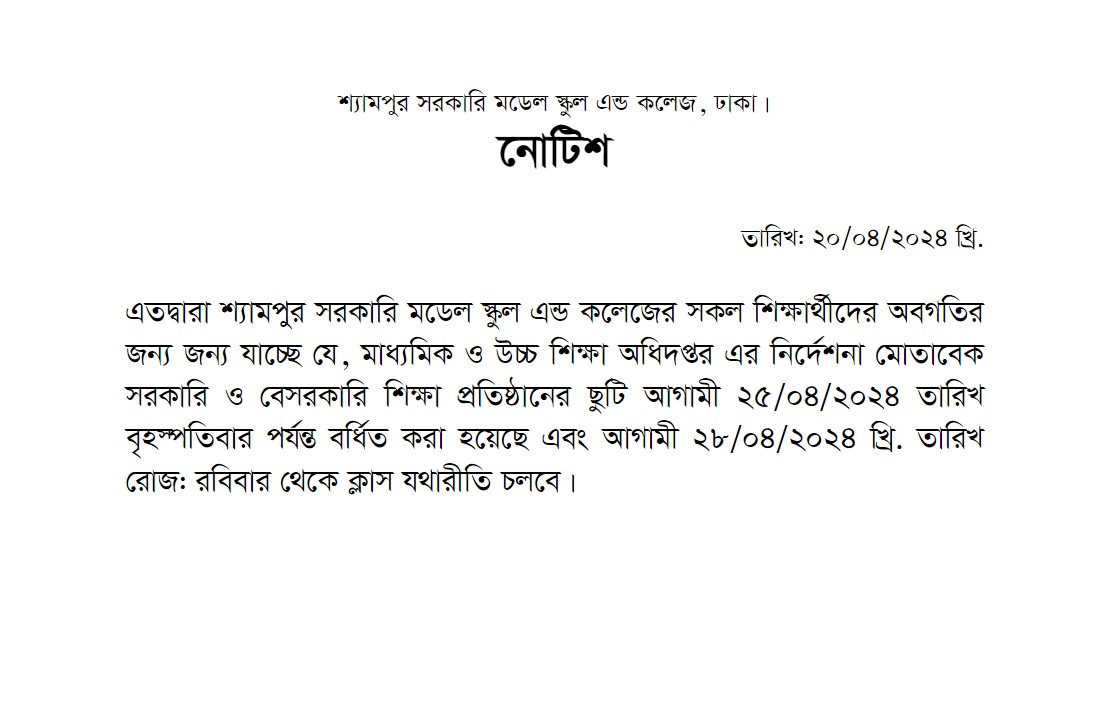 শ্যামপুর সরকারি মডেল স্কুল এন্ড কলেজ, ঢাকা।
নোটিশ
তারিখ: ২০/০৪/২০২৪ খ্রি.
এতদ্বারা শ্যামপুর সরকারি মডেল স্কুল এন্ড কলেজের সকল শিক্ষার্থীদের অবগতির
জন্য জন্য যাচ্ছে যে, মাধ্যমিক ও উচ্চ শিক্ষা অধিদপ্তর এর নির্দেশনা মোতাবেক
সরকারি ও বেসরকারি শিক্ষা প্রতিষ্ঠানের ছুটি আগামী ২৫/০৪/২০২৪ তারিখ
বৃহস্পতিবার পর্যন্ত বর্ধিত করা হয়েছে এবং আগামী ২৮/০৪/২০২৪ খ্রি. তারিখ
রোজ: রবিবার থেকে ক্লাস যথারীতি চলবে।